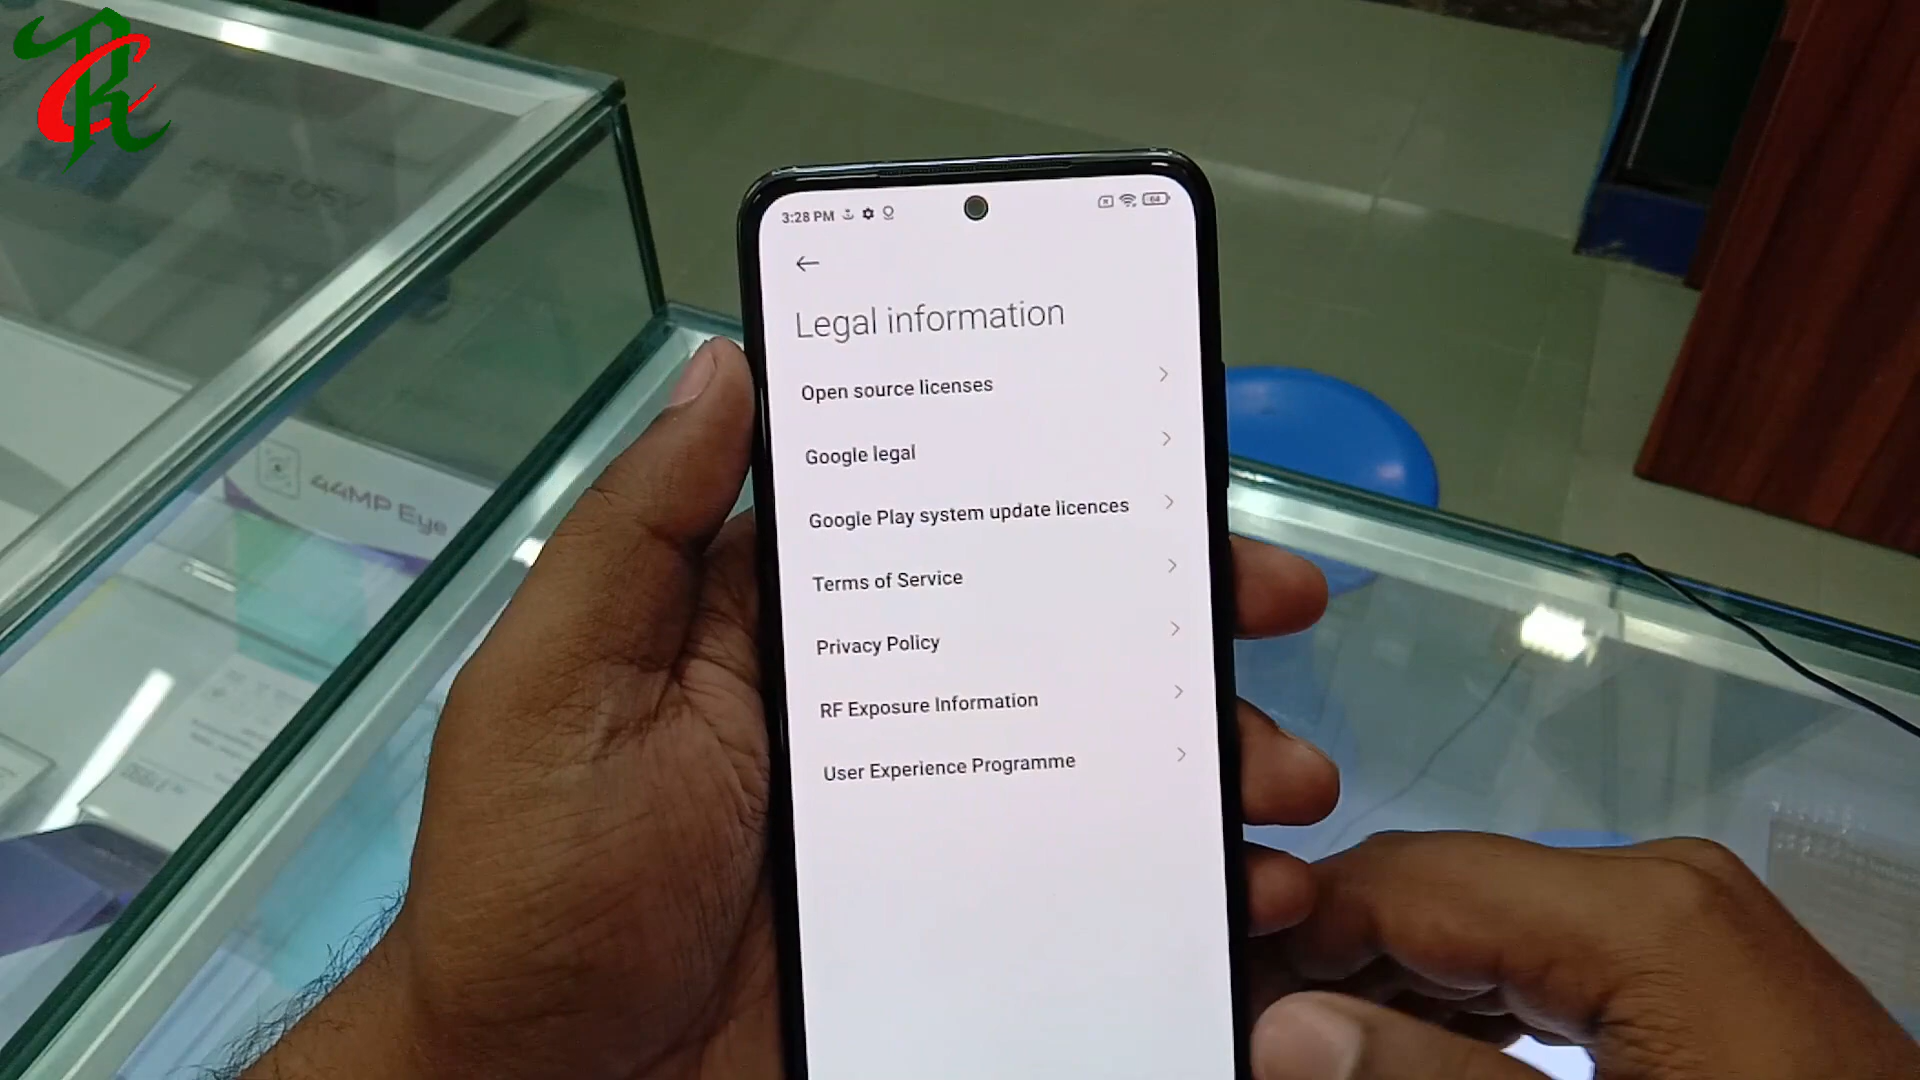 3:28 PM
64
Legal information
Open source licenses
Google legal
Google Play system update licences
Terms of Service
Privacy Policy
RF Exposure Information
User Experience Programme
44MP Eye